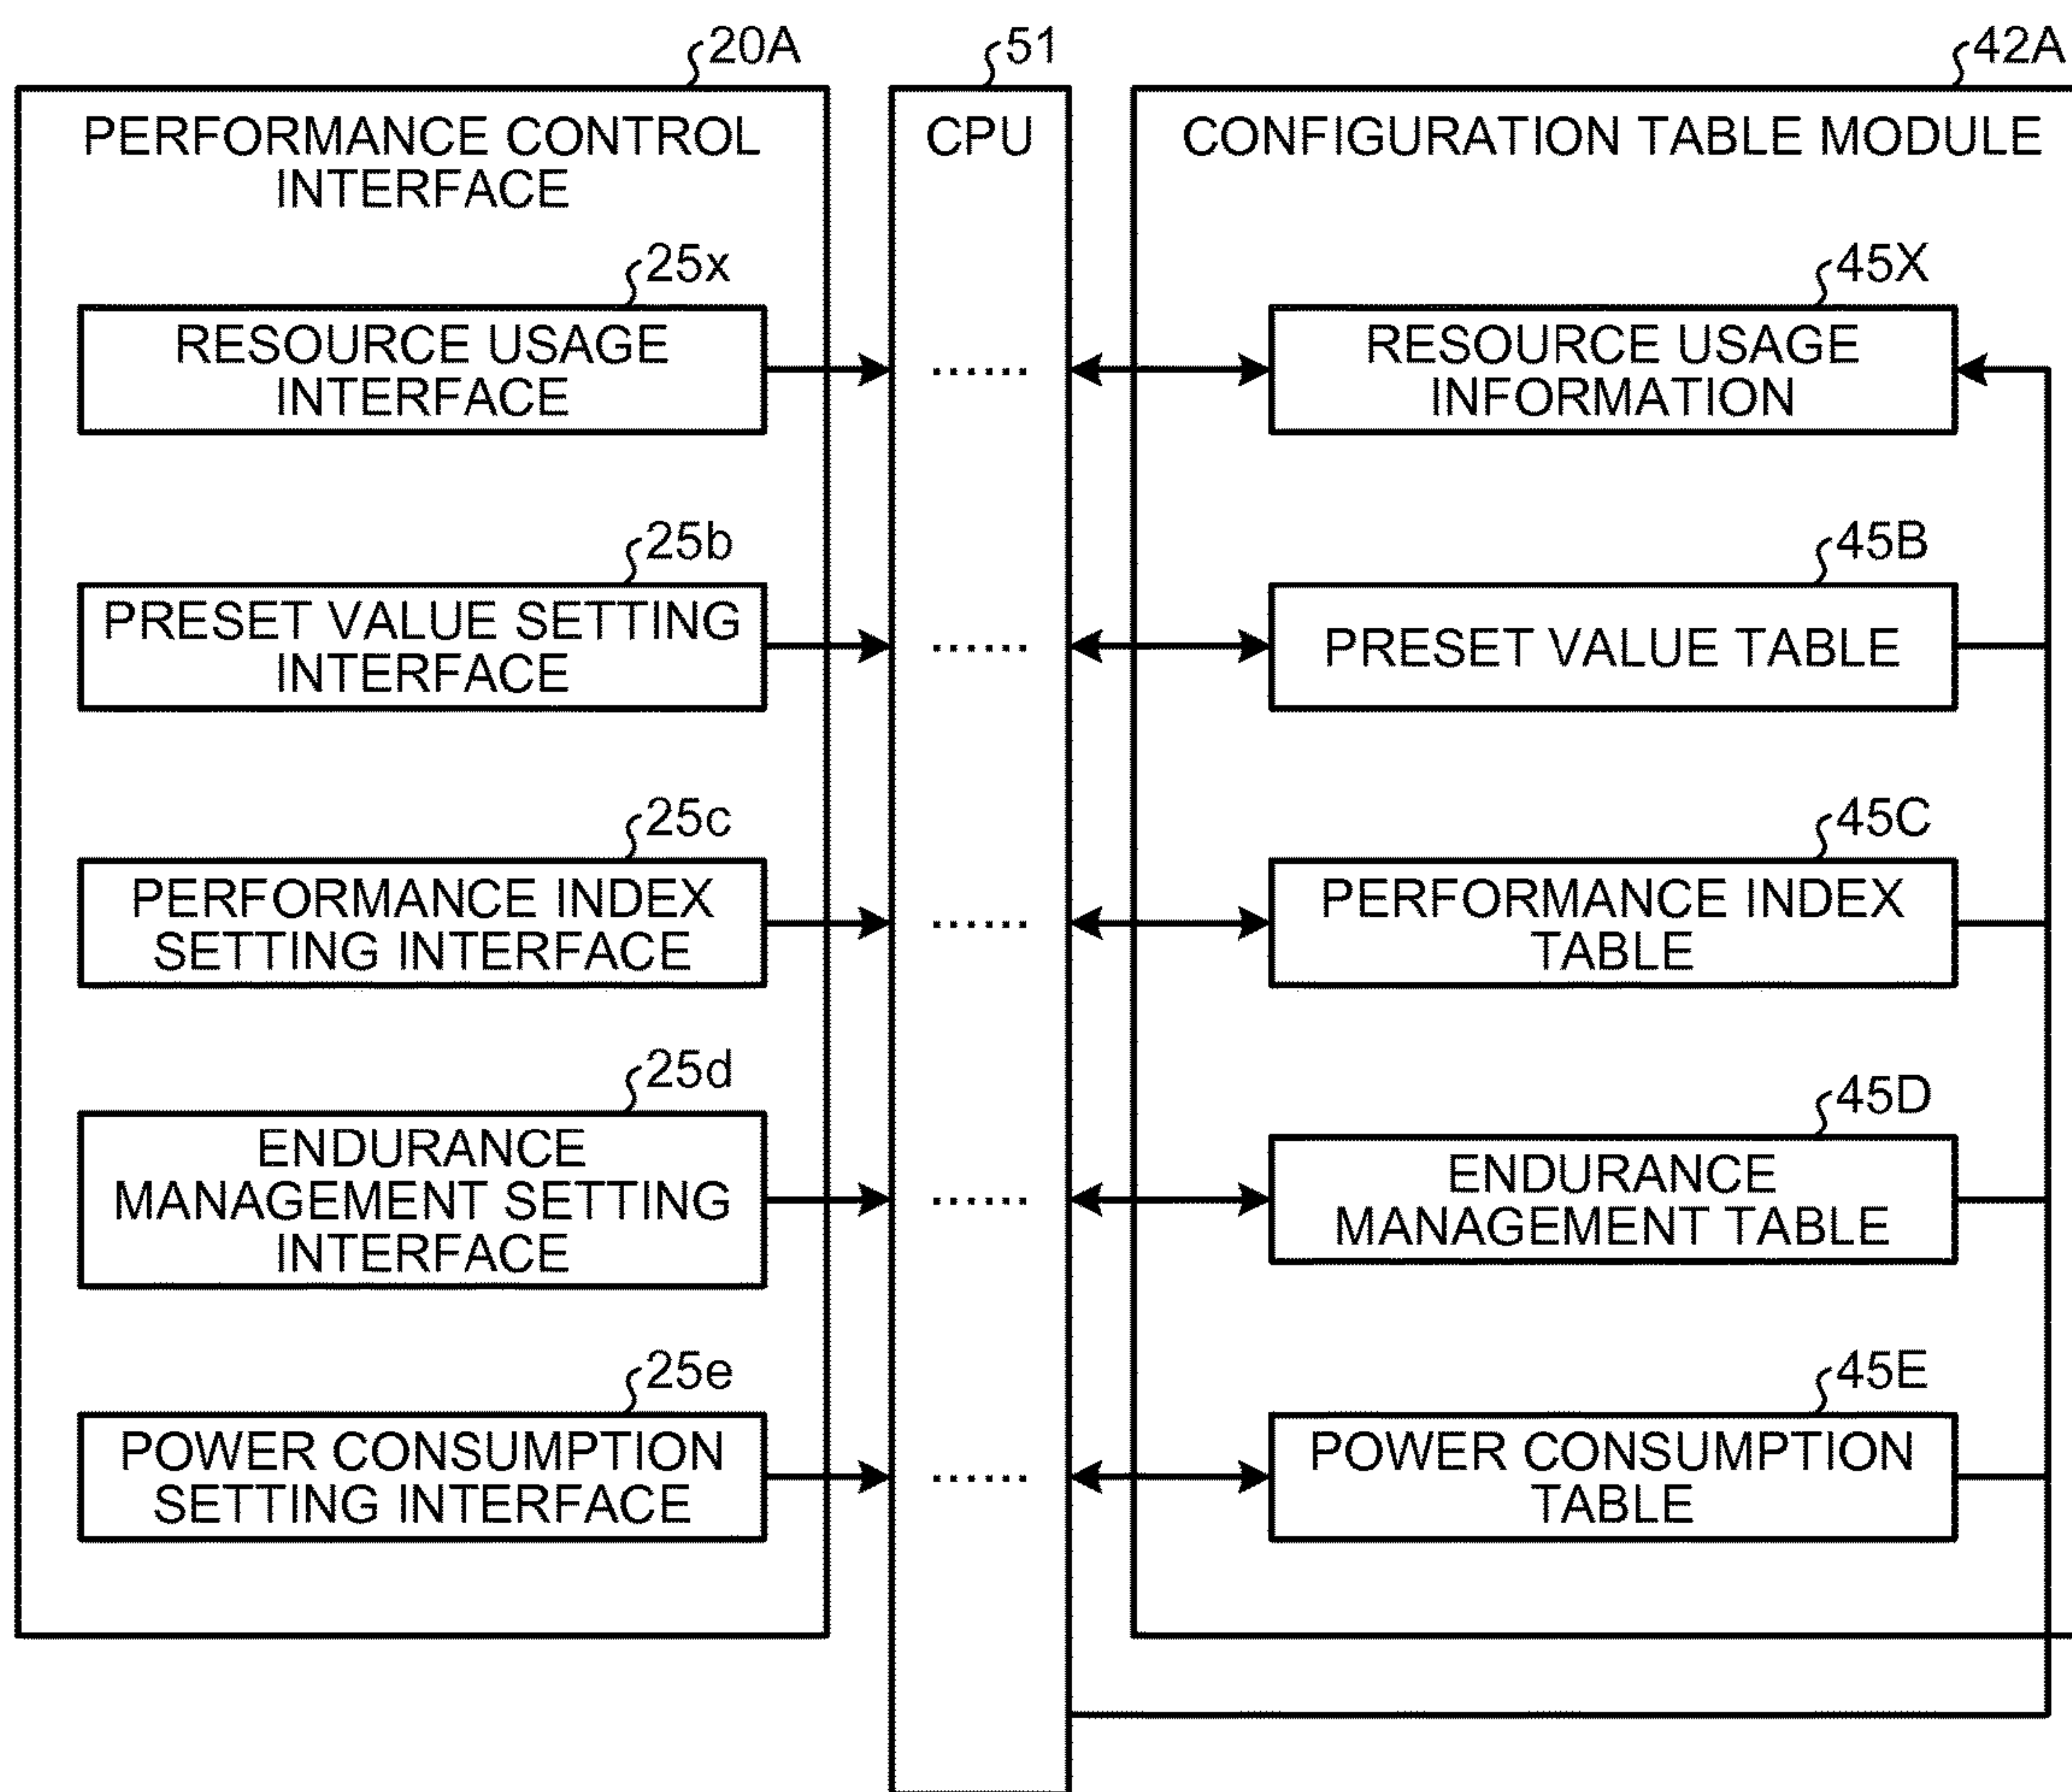 20A
51
42A
PERFORMANCE CONTROL
INTERFACE
CPU
CONFIGURATION TABLE MODULE
25x
45X
RESOURCE USAGE
INTERFACE
......
RESOURCE USAGE
INFORMATION
25b
45B
PRESET VALUE SETTING
INTERFACE
......
PRESET VALUE TABLE
25c
45C
PERFORMANCE INDEX
SETTING INTERFACE
......
PERFORMANCE INDEX
TABLE
25d
45D
ENDURANCE
MANAGEMENT SETTING
INTERFACE
......
ENDURANCE
MANAGEMENT TABLE
25e
45E
POWER CONSUMPTION
SETTING INTERFACE
......
POWER CONSUMPTION
TABLE